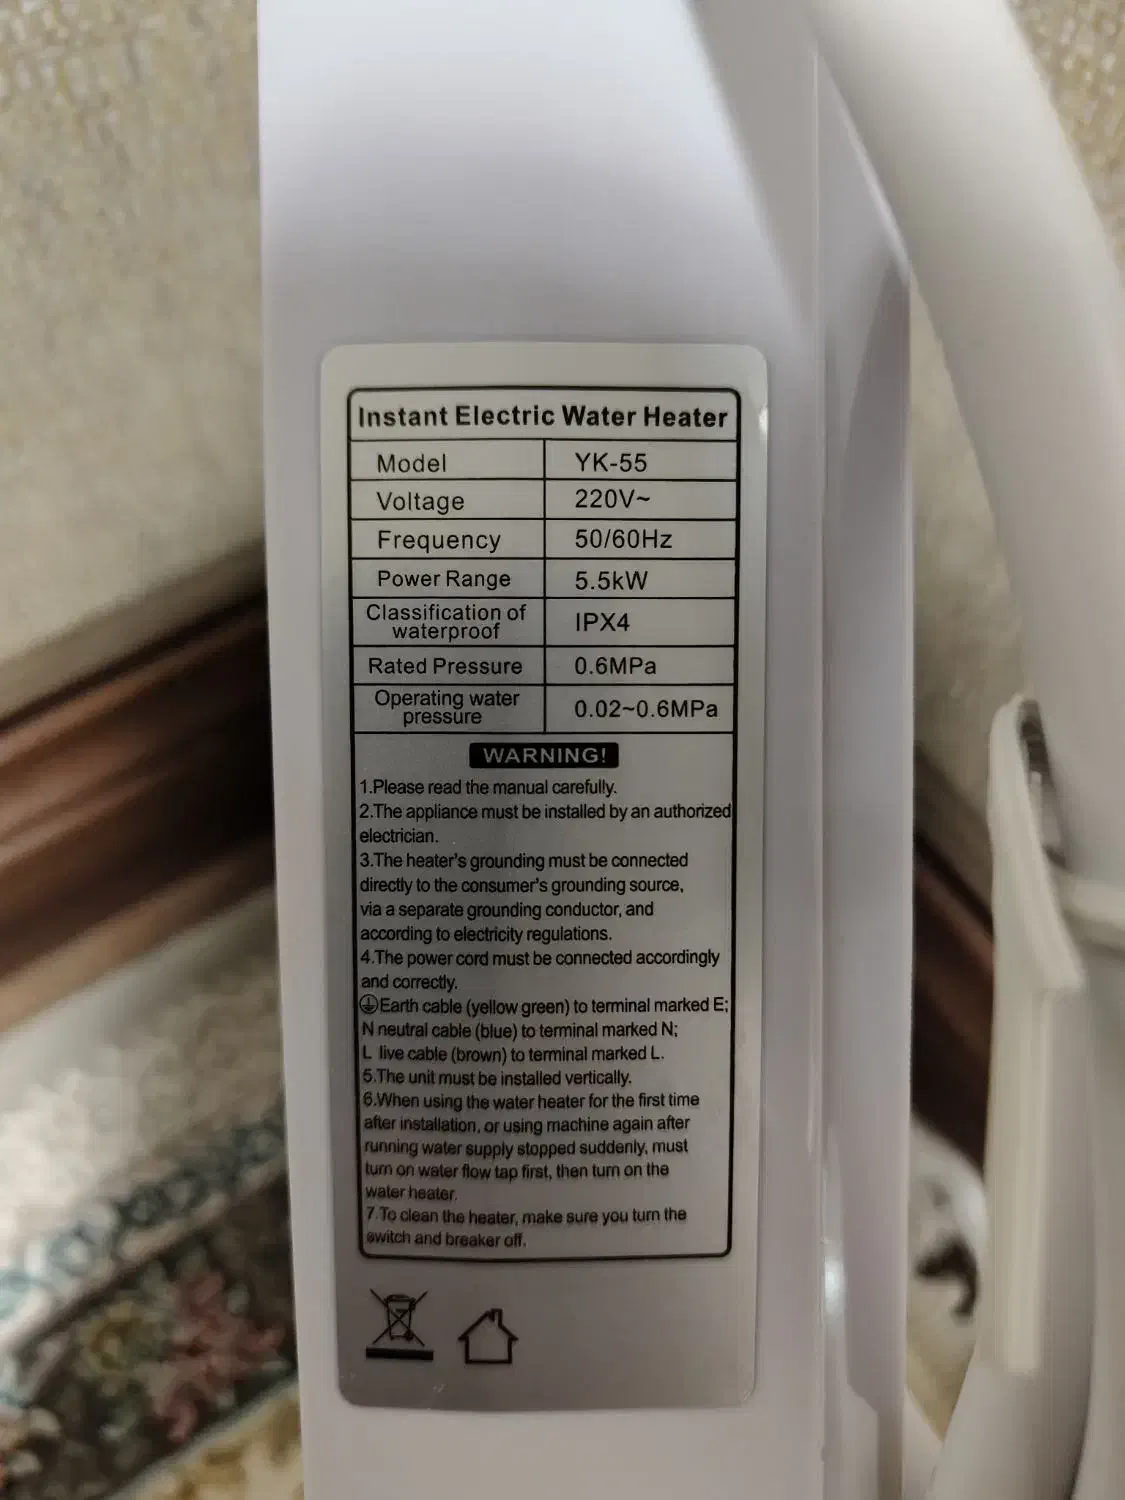 Instant Electric Water Heater
Model YK-55
Voltage 220V~
Frequency 50/60Hz
Power Range 5.5kW
Classification of
waterproof IPX4
Rated Pressure 0.6MPa
Operating water
pressure 0.02~0.6MPa
WARNING!
1.Please read the manual carefully.
2.The appliance must be installed by an authorized
electrician.
3.The heater's grounding must be connected
directly to the consumer's grounding source,
via a separate grounding conductor, and
according to electricity regulations.
4.The power cord must be connected accordingly
and correctly.
Earth cable (yellow green) to terminal marked E;
N neutral cable (blue) to terminal marked N;
L live cable (brown) to terminal marked L.
5.The unit must be installed vertically.
6.When using the water heater for the first time
after installation, or using machine again after
running water supply stopped suddenly, must
turn on water flow tap first, then turn on the
water heater.
7.To clean the heater, make sure you turn the
switch and breaker off.